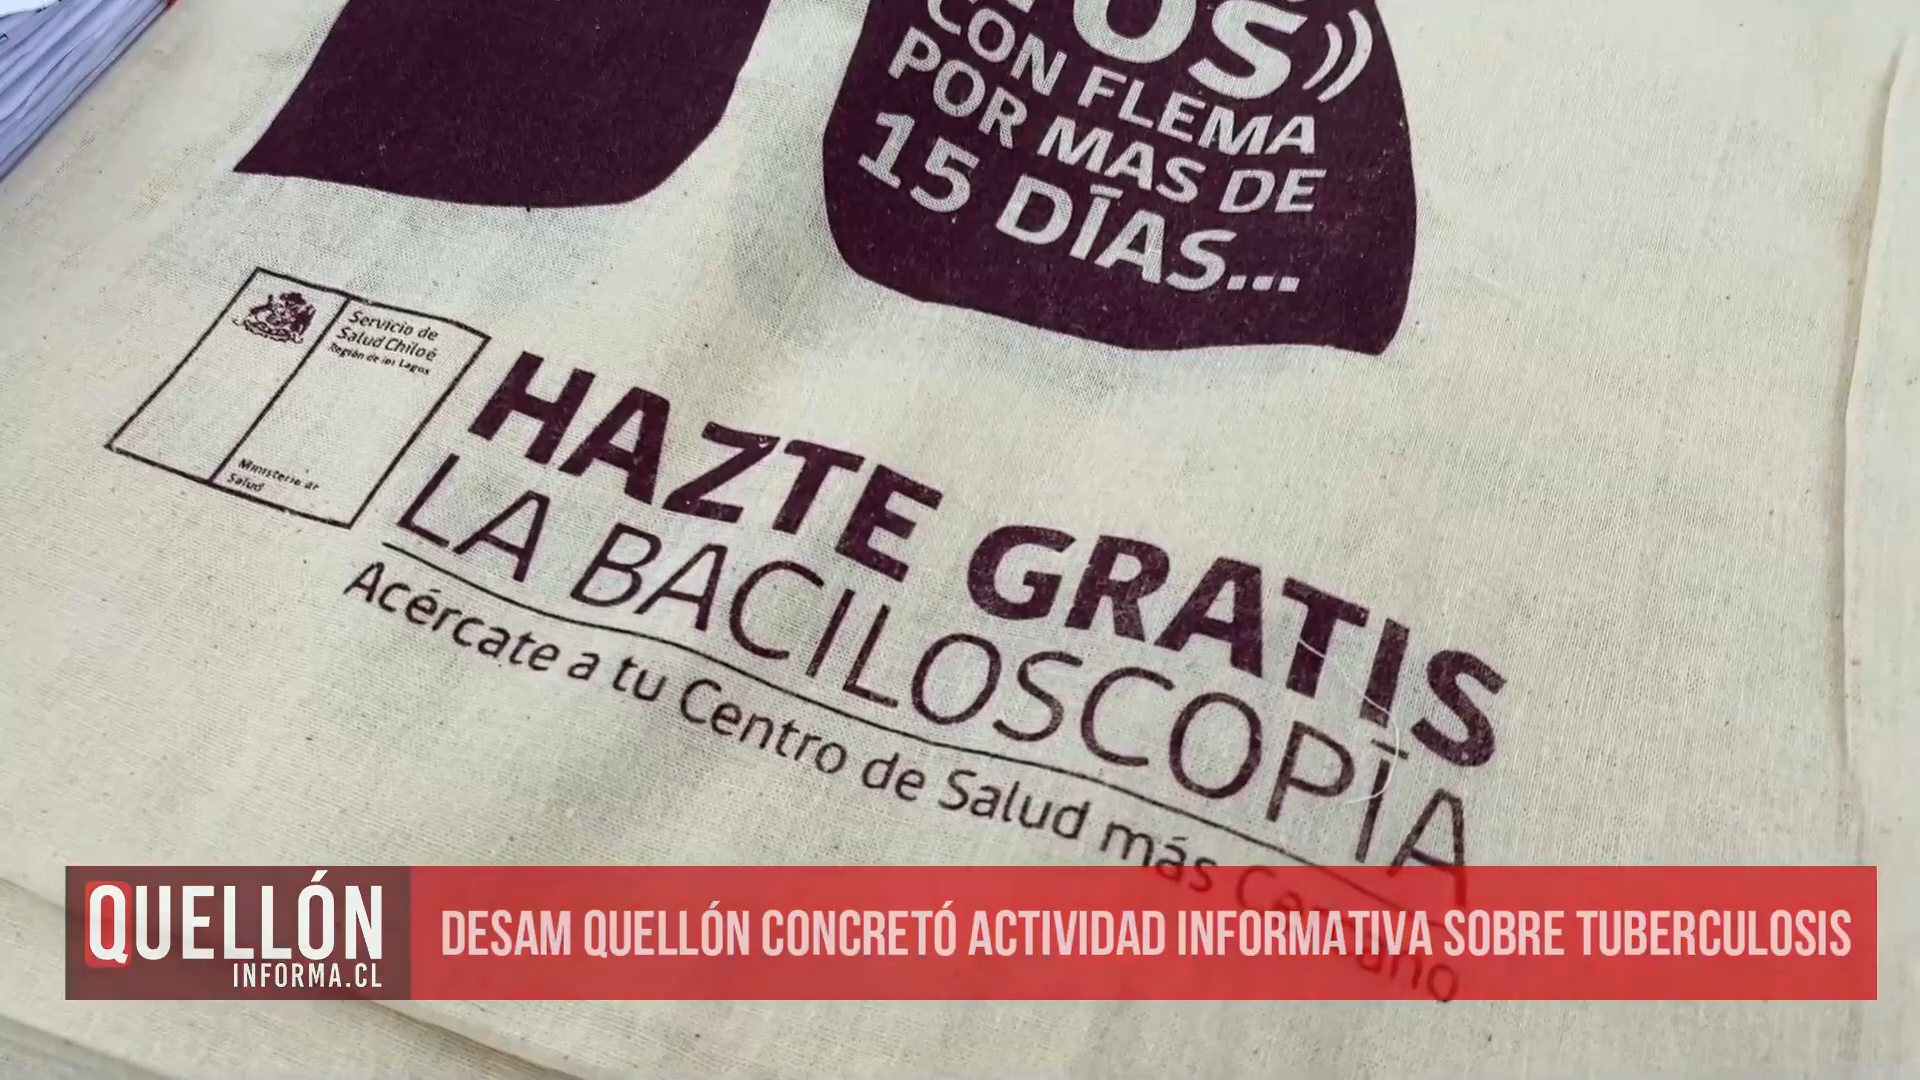 OS
CON FLEMA
POR MAS DE
15 DÍAS...
Servicio de
Salud Chiloé
Región de los Lagos
Ministerio de
Salud
HAZTE GRATIS
LA BACILOSCOPÍA
Acércate a tu Centro de Salud más Cercano
QUELLÓN
INFORMA.CL
DESAM QUELLÓN CONCRETÓ ACTIVIDAD INFORMATIVA SOBRE TUBERCULOSIS